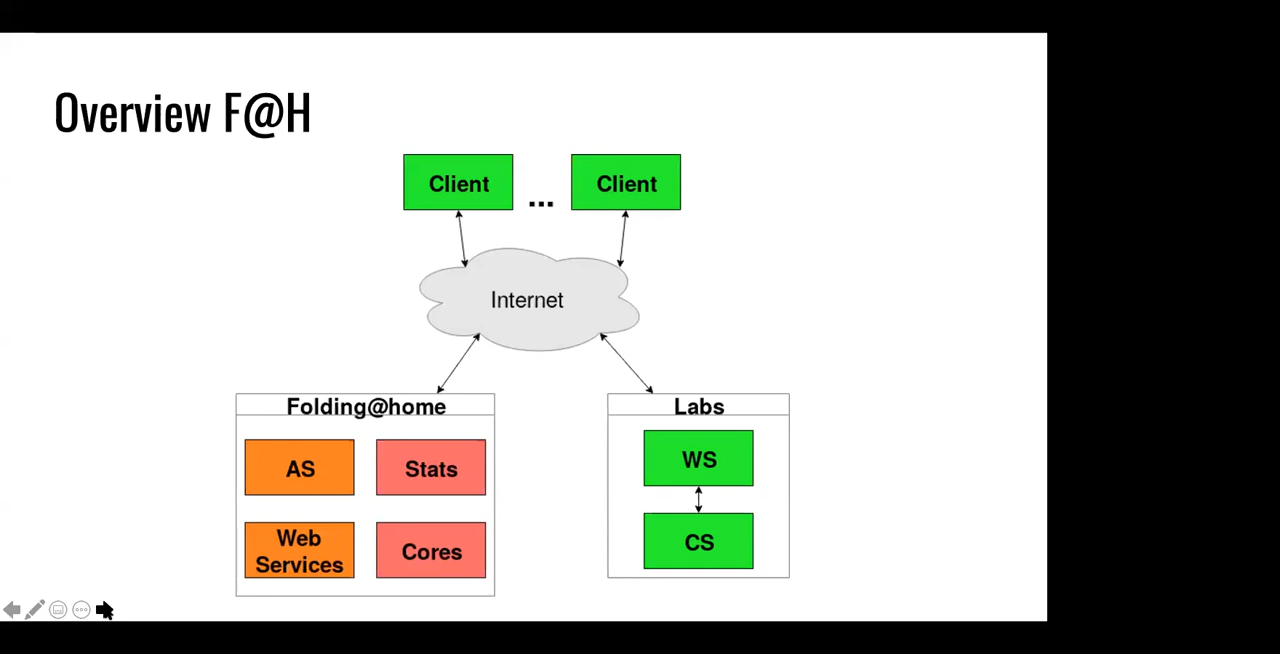 Overview F@H
Client
...
Client
Internet
Folding@home
AS
Stats
Web
Services
Cores
Labs
WS
CS